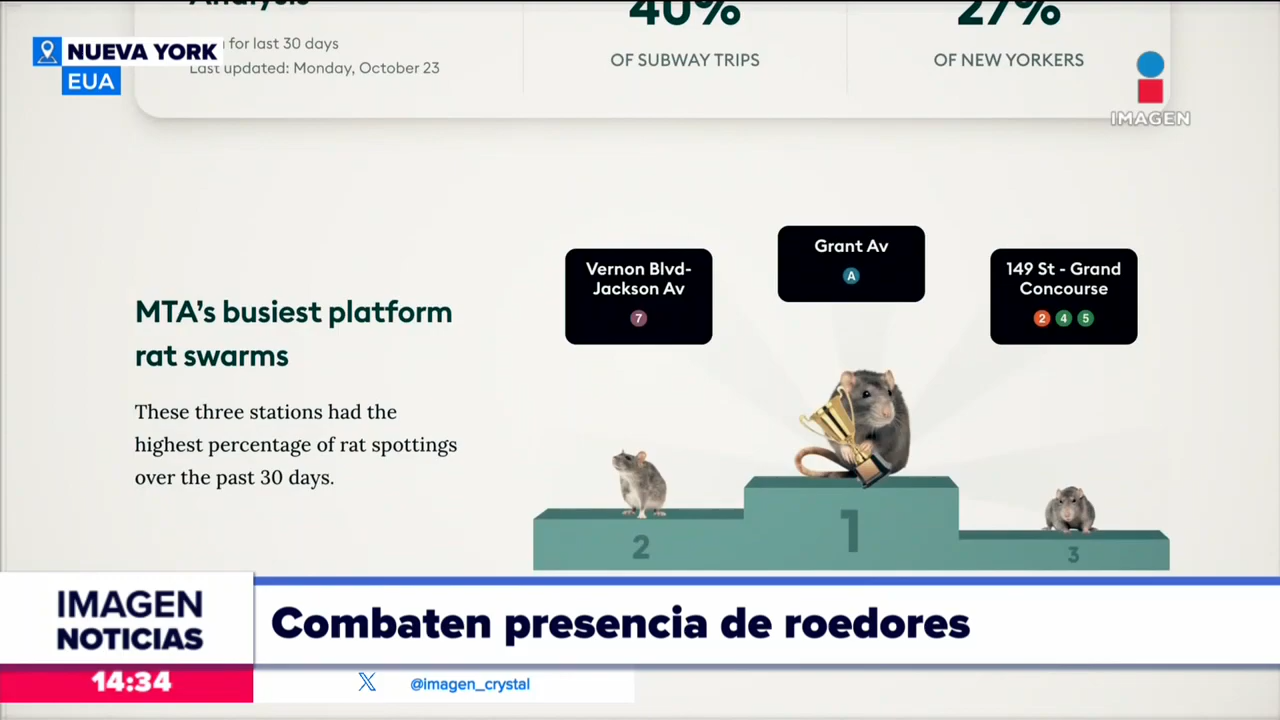 Analysis
40%
27%
NUEVA YORK
for last 30 days
EUA
Last updated: Monday, October 23
OF SUBWAY TRIPS
OF NEW YORKERS
IMAGEN
Vernon Blvd-
Jackson Av
7
Grant Av
A
149 St - Grand
Concourse
2 4 5
MTA's busiest platform
rat swarms
These three stations had the
highest percentage of rat spottings
over the past 30 days.
2
1
3
IMAGEN
NOTICIAS
Combaten presencia de roedores
14:34
X
@imagen_crystal